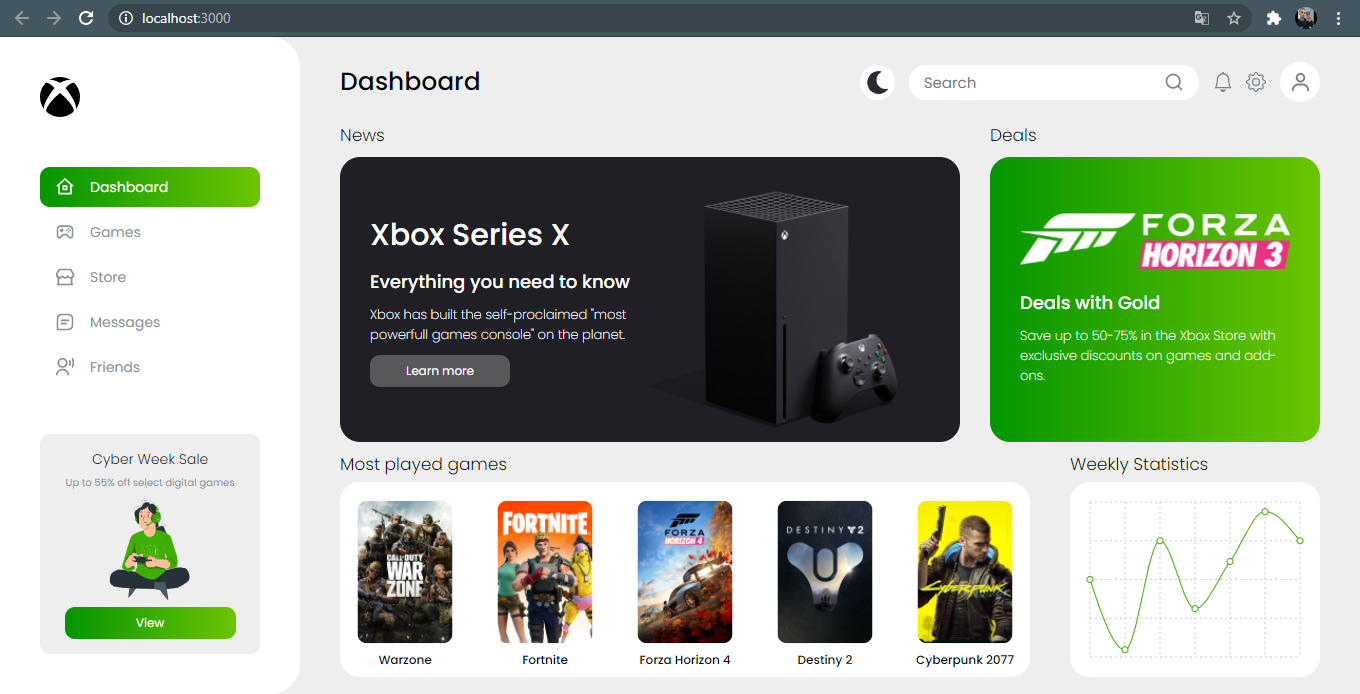 localhost:3000
Dashboard
Search
Dashboard
Games
Store
Messages
Friends
Cyber Week Sale
Up to 55% off select digital games
View
News
Xbox Series X
Everything you need to know
Xbox has built the self-proclaimed "most
powerfull games console" on the planet.
Learn more
Deals
FORZA
HORIZON 3
Deals with Gold
Save up to 50-75% in the Xbox Store with
exclusive discounts on games and add-
ons.
Most played games
CALL OF DUTY
WARZONE
Warzone
FORTNITE
Fortnite
FORZA
HORIZON 4
Forza Horizon 4
DESTINY 2
Destiny 2
Cyberpunk
Cyberpunk 2077
Weekly Statistics